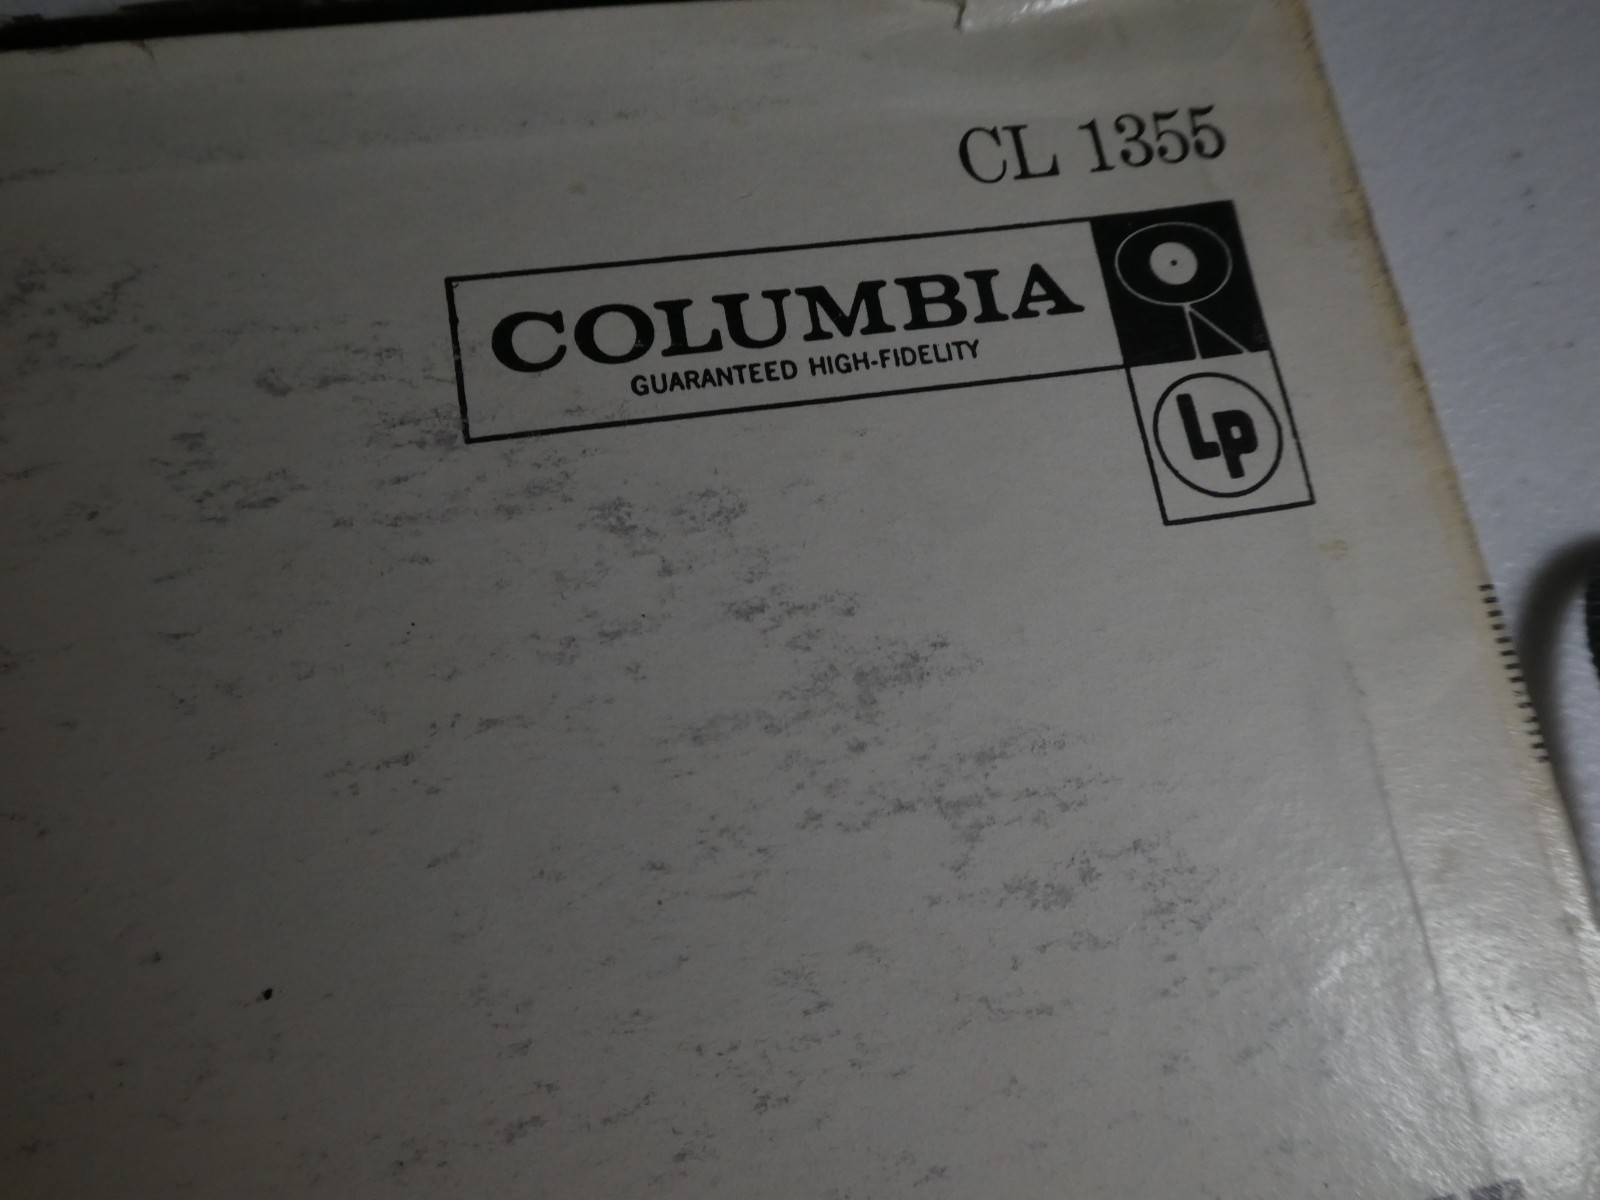 CL 1355
COLUMBIA
GUARANTEED HIGH-FIDELITY
Lp